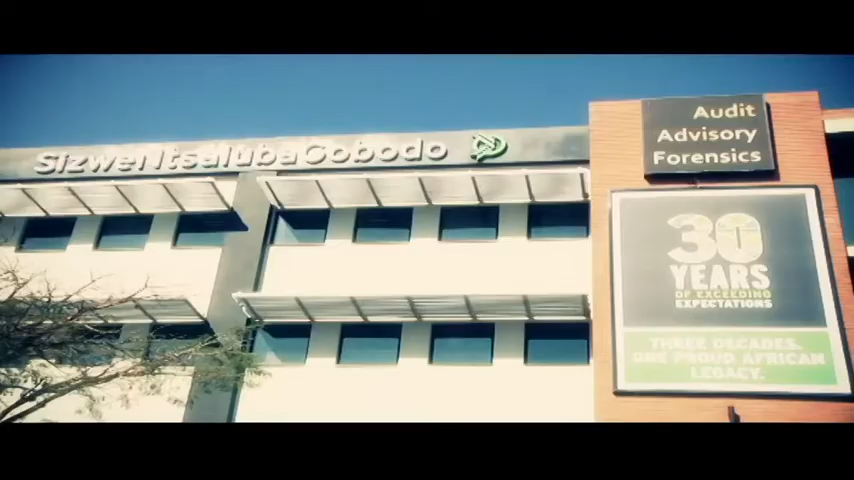 SizweNtsalubaGobodo
Audit
Advisory
Forensics
30
YEARS
OF EXCEEDING
EXPECTATIONS
THREE DECADES.
ONE PROUD AFRICAN
LEGACY.